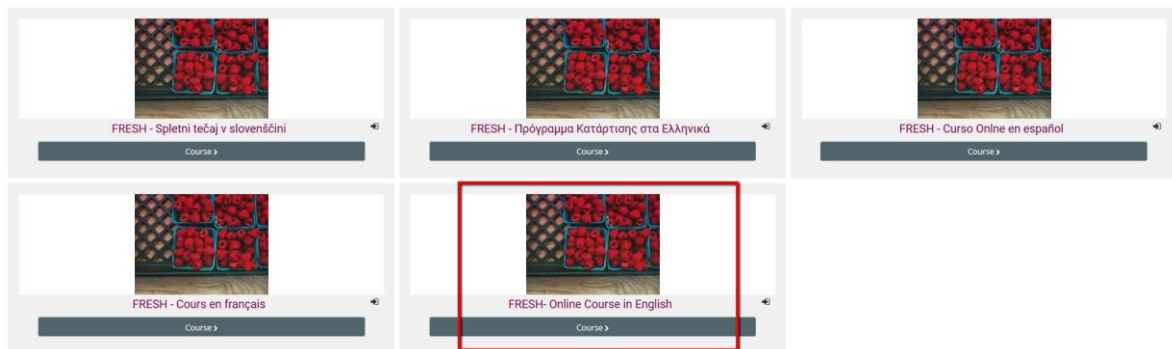 FRESH - Spletni tečaj v slovenščini
Course >
FRESH - Πρόγραμμα Κατάρτισης στα Ελληνικά
Course >
FRESH - Curso Onlne en español
Course >
FRESH - Cours en français
Course >
FRESH- Online Course in English
Course >